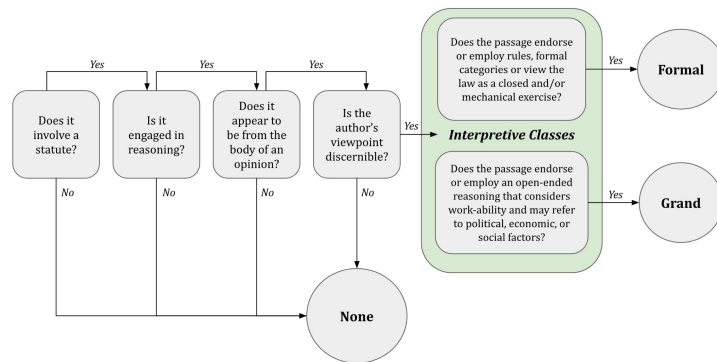 Yes
Yes
Yes
Does it
involve a
statute?
Is it
engaged in
reasoning?
Does it
appear to
be from the
body of an
opinion?
Is the
author's
viewpoint
discernible?
Yes
No
No
No
No
None
Does the passage endorse
or employ rules, formal
categories or view the
law as a closed and/or
mechanical exercise?
Yes
Formal
Interpretive Classes
Does the passage endorse
or employ an open-ended
reasoning that considers
work-ability and may refer
to political, economic, or
social factors?
Yes
Grand